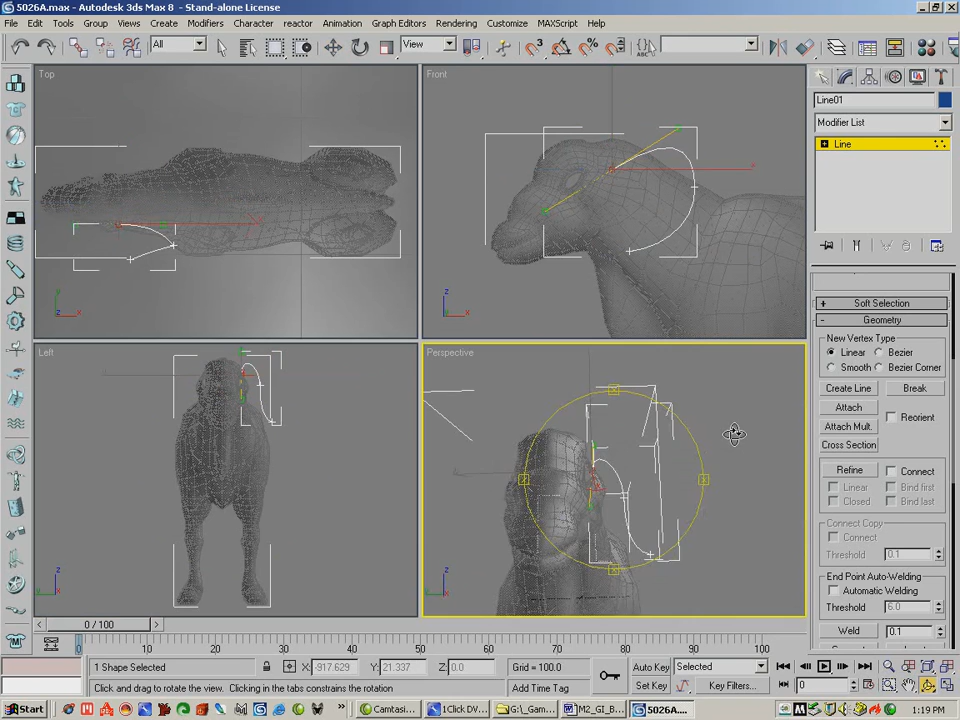 5026A.max - Autodesk 3ds Max 8 - Stand-alone License
File Edit Tools Group Views Create Modifiers Character reactor Animation Graph Editors Rendering Customize MAXScript Help
All View
Top
Front
Left
Perspective
Line01
Modifier List
Line
Soft Selection
Geometry
New Vertex Type
Linear Bezier
Smooth Bezier Corner
Create Line Break
Attach
Reorient
Attach Mult.
Cross Section
Refine Connect
Linear Bind first
Closed Bind last
Connect Copy
Connect
Threshold 0.1
End Point Auto-Welding
Automatic Welding
Threshold 6.0
Weld 0.1
0 / 100
10 20 30 40 50 60 70 80 90 100
1 Shape Selected X: -917.629 Y: 21.337 Z: 0.0 Grid = 100.0 Auto Key Selected
Click and drag to rotate the view. Clicking in the tabs constrains the rotation Add Time Tag Set Key Key Filters... 0
Start Camtasi... 1Click DV... G:\_Gam... M2_GI_B... 5026A.... 1:19 PM